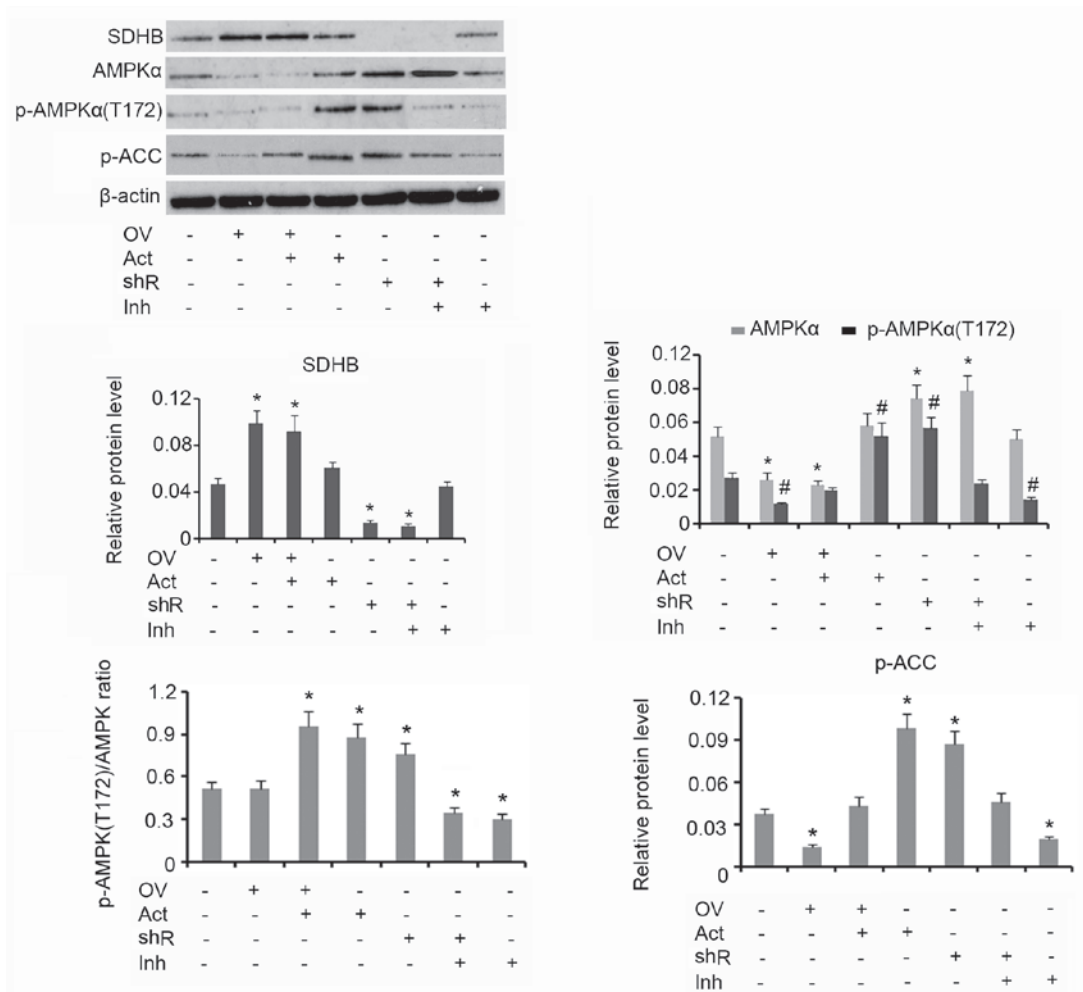 SDHB
AMPKα
p-AMPKα(T172)
p-ACC
β-actin
OV - + + - - - -
Act - - + + - - -
shR - - - - + + -
Inh - - - - - + +
SDHB
Relative protein level
0.12
0.08
0.04
0
* * * *
OV - + + - - - -
Act - - + + - - -
shR - - - - + + -
Inh - - - - - + +
AMPKα p-AMPKα(T172)
Relative protein level
0.12
0.08
0.06
0.04
0.02
0
* # * # * # * #
OV - + + - - - -
Act - - + + - - -
shR - - - - + + -
Inh - - - - - + +
p-AMPK(T172)/AMPK ratio
1.2
0.9
0.6
0.3
0
* * * * *
OV - + + - - - -
Act - - + + - - -
shR - - - - + + -
Inh - - - - - + +
p-ACC
Relative protein level
0.12
0.09
0.06
0.03
0
* * * *
OV - + + - - - -
Act - - + + - - -
shR - - - - + + -
Inh - - - - - + +